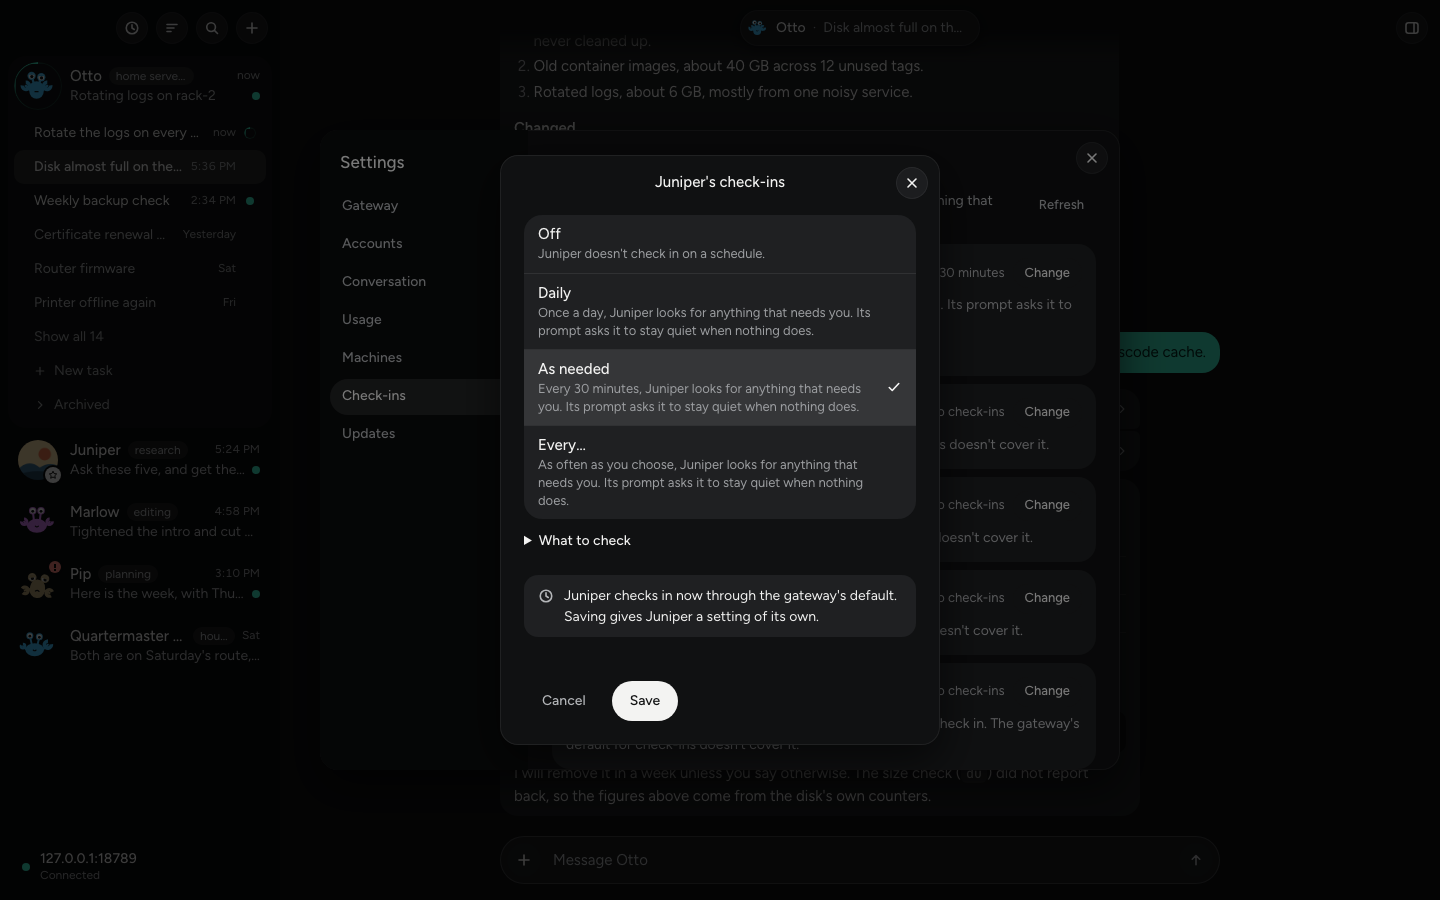 Otto home serve... now
Rotating logs on rack-2
Rotate the logs on every ... now
Disk almost full on the... 5:36 PM
Weekly backup check 2:34 PM
Certificate renewal ... Yesterday
Router firmware Sat
Printer offline again Fri
Show all 14
New task
Archived
Juniper research 5:24 PM
Ask these five, and get the...
Marlow editing 4:58 PM
Tightened the intro and cut ...
Pip planning 3:10 PM
Here is the week, with Thu...
Quartermaster ... hou... Sat
Both are on Saturday's route,...
127.0.0.1:18789
Connected
Otto · Disk almost full on th...
never cleaned up.
2. Old container images, about 40 GB across 12 unused tags.
3. Rotated logs, about 6 GB, mostly from one noisy service.
Changed
Settings
Gateway
Accounts
Conversation
Usage
Machines
Check-ins
Updates
Juniper's check-ins
Off
Juniper doesn't check in on a schedule.
Daily
Once a day, Juniper looks for anything that needs you. Its
prompt asks it to stay quiet when nothing does.
As needed
Every 30 minutes, Juniper looks for anything that needs
you. Its prompt asks it to stay quiet when nothing does.
Every...
As often as you choose, Juniper looks for anything that
needs you. Its prompt asks it to stay quiet when nothing
does.
What to check
Juniper checks in now through the gateway's default.
Saving gives Juniper a setting of its own.
Cancel Save
that
Refresh
30 minutes Change
. Its prompt asks it to
check-ins Change
doesn't cover it.
check-ins Change
doesn't cover it.
check-ins Change
cover it.
check-ins Change
check in. The gateway's
default for check-ins doesn't cover it.
cache.
I will remove it in a week unless you say otherwise. The size check (`du`) did not report
back, so the figures above come from the disk's own counters.
Message Otto